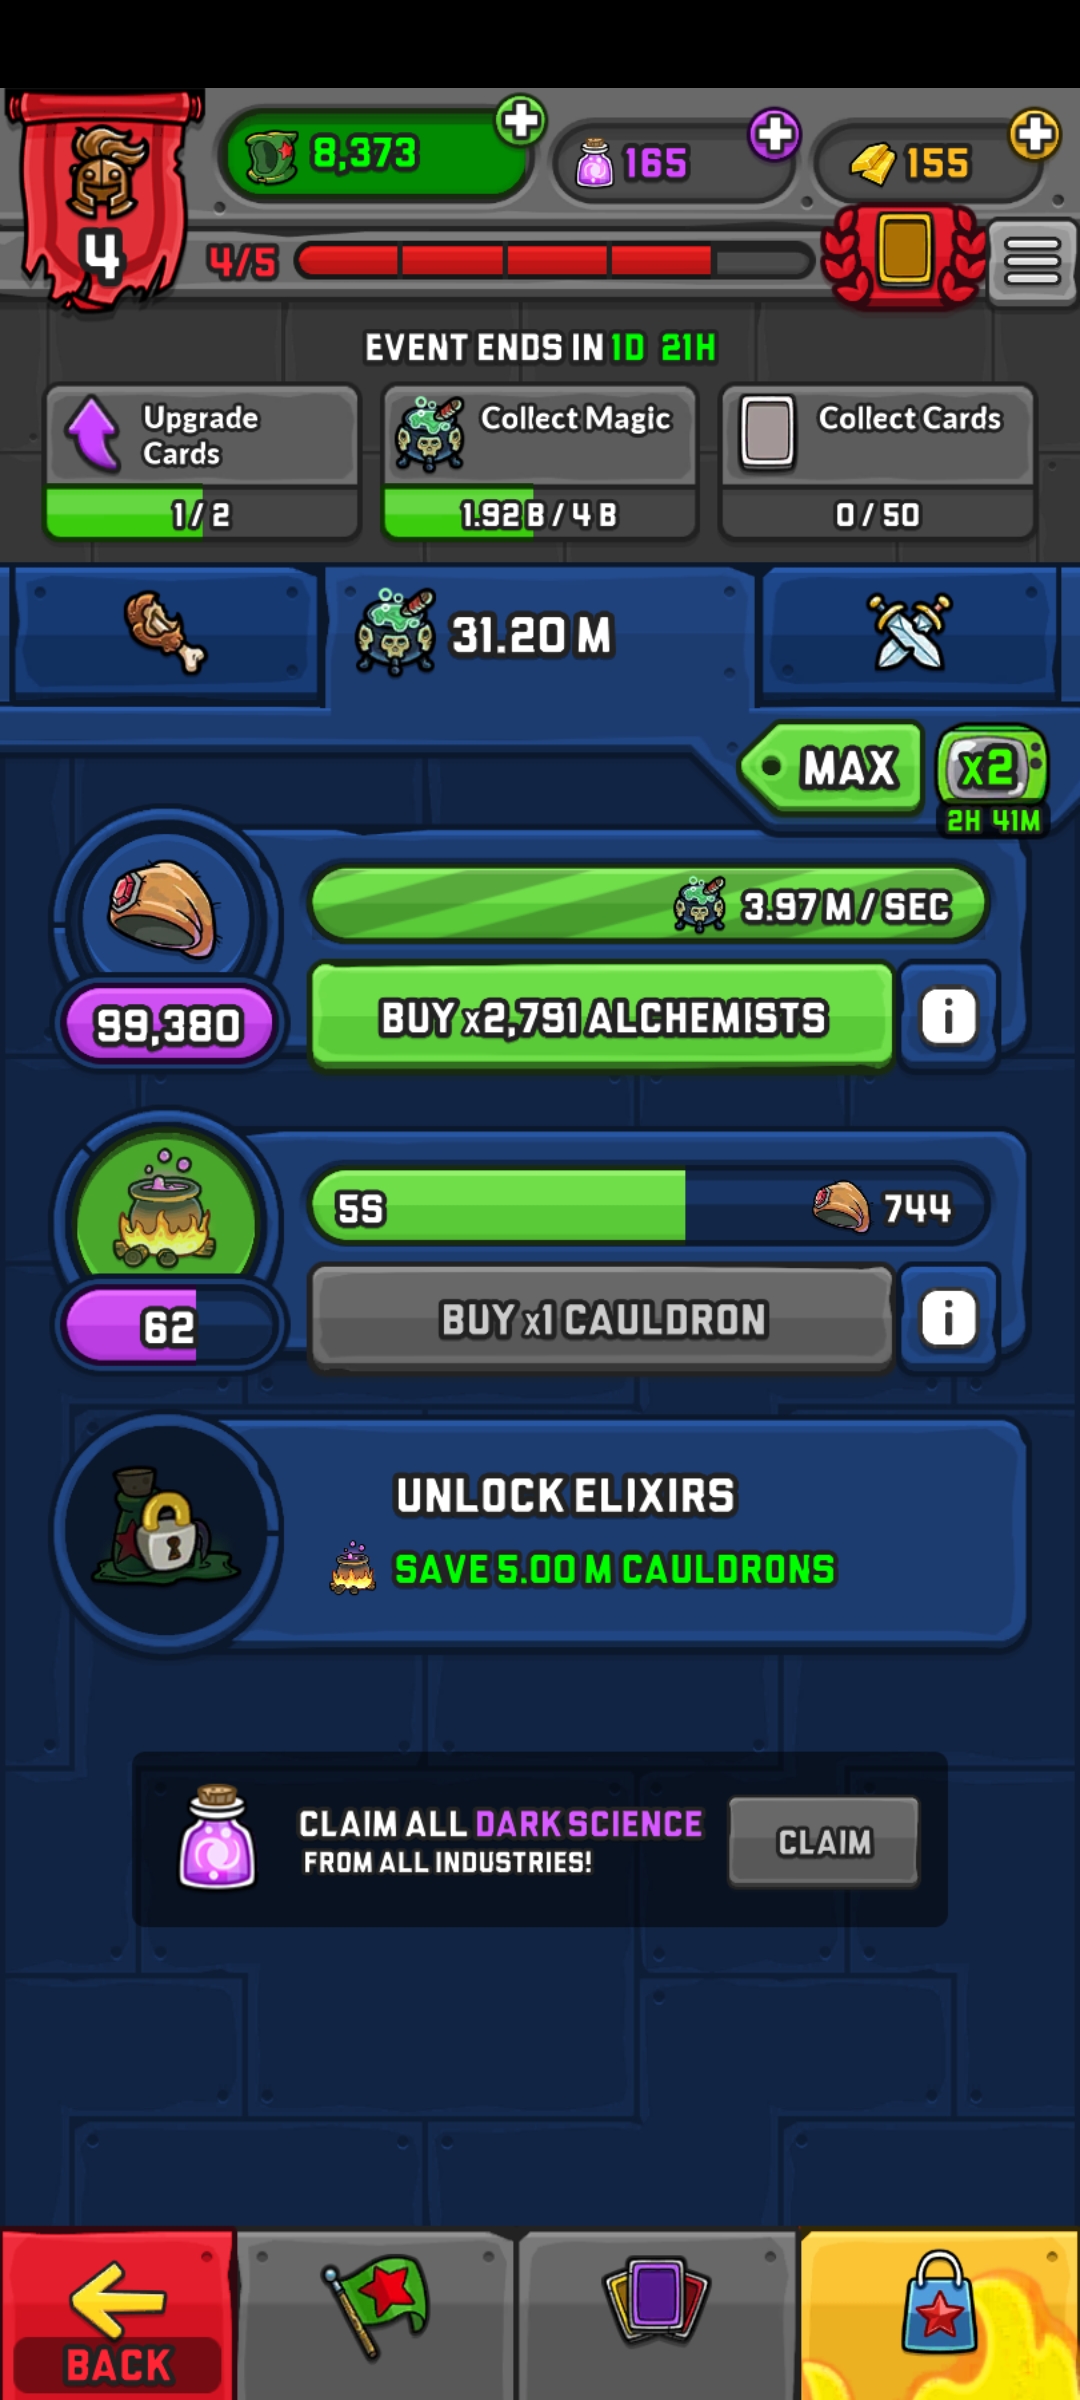 8,373
165
155
4
4/5
EVENT ENDS IN 1D 21H
Upgrade
Cards
1 / 2
Collect Magic
1.92 B / 4 B
Collect Cards
0 / 50
31.20 M
MAX
x2
2H 41M
3.97 M / SEC
99,380
BUY x2,791 ALCHEMISTS
i
5S
744
62
BUY x1 CAULDRON
i
UNLOCK ELIXIRS
SAVE 5.00 M CAULDRONS
CLAIM ALL DARK SCIENCE
FROM ALL INDUSTRIES!
CLAIM
BACK